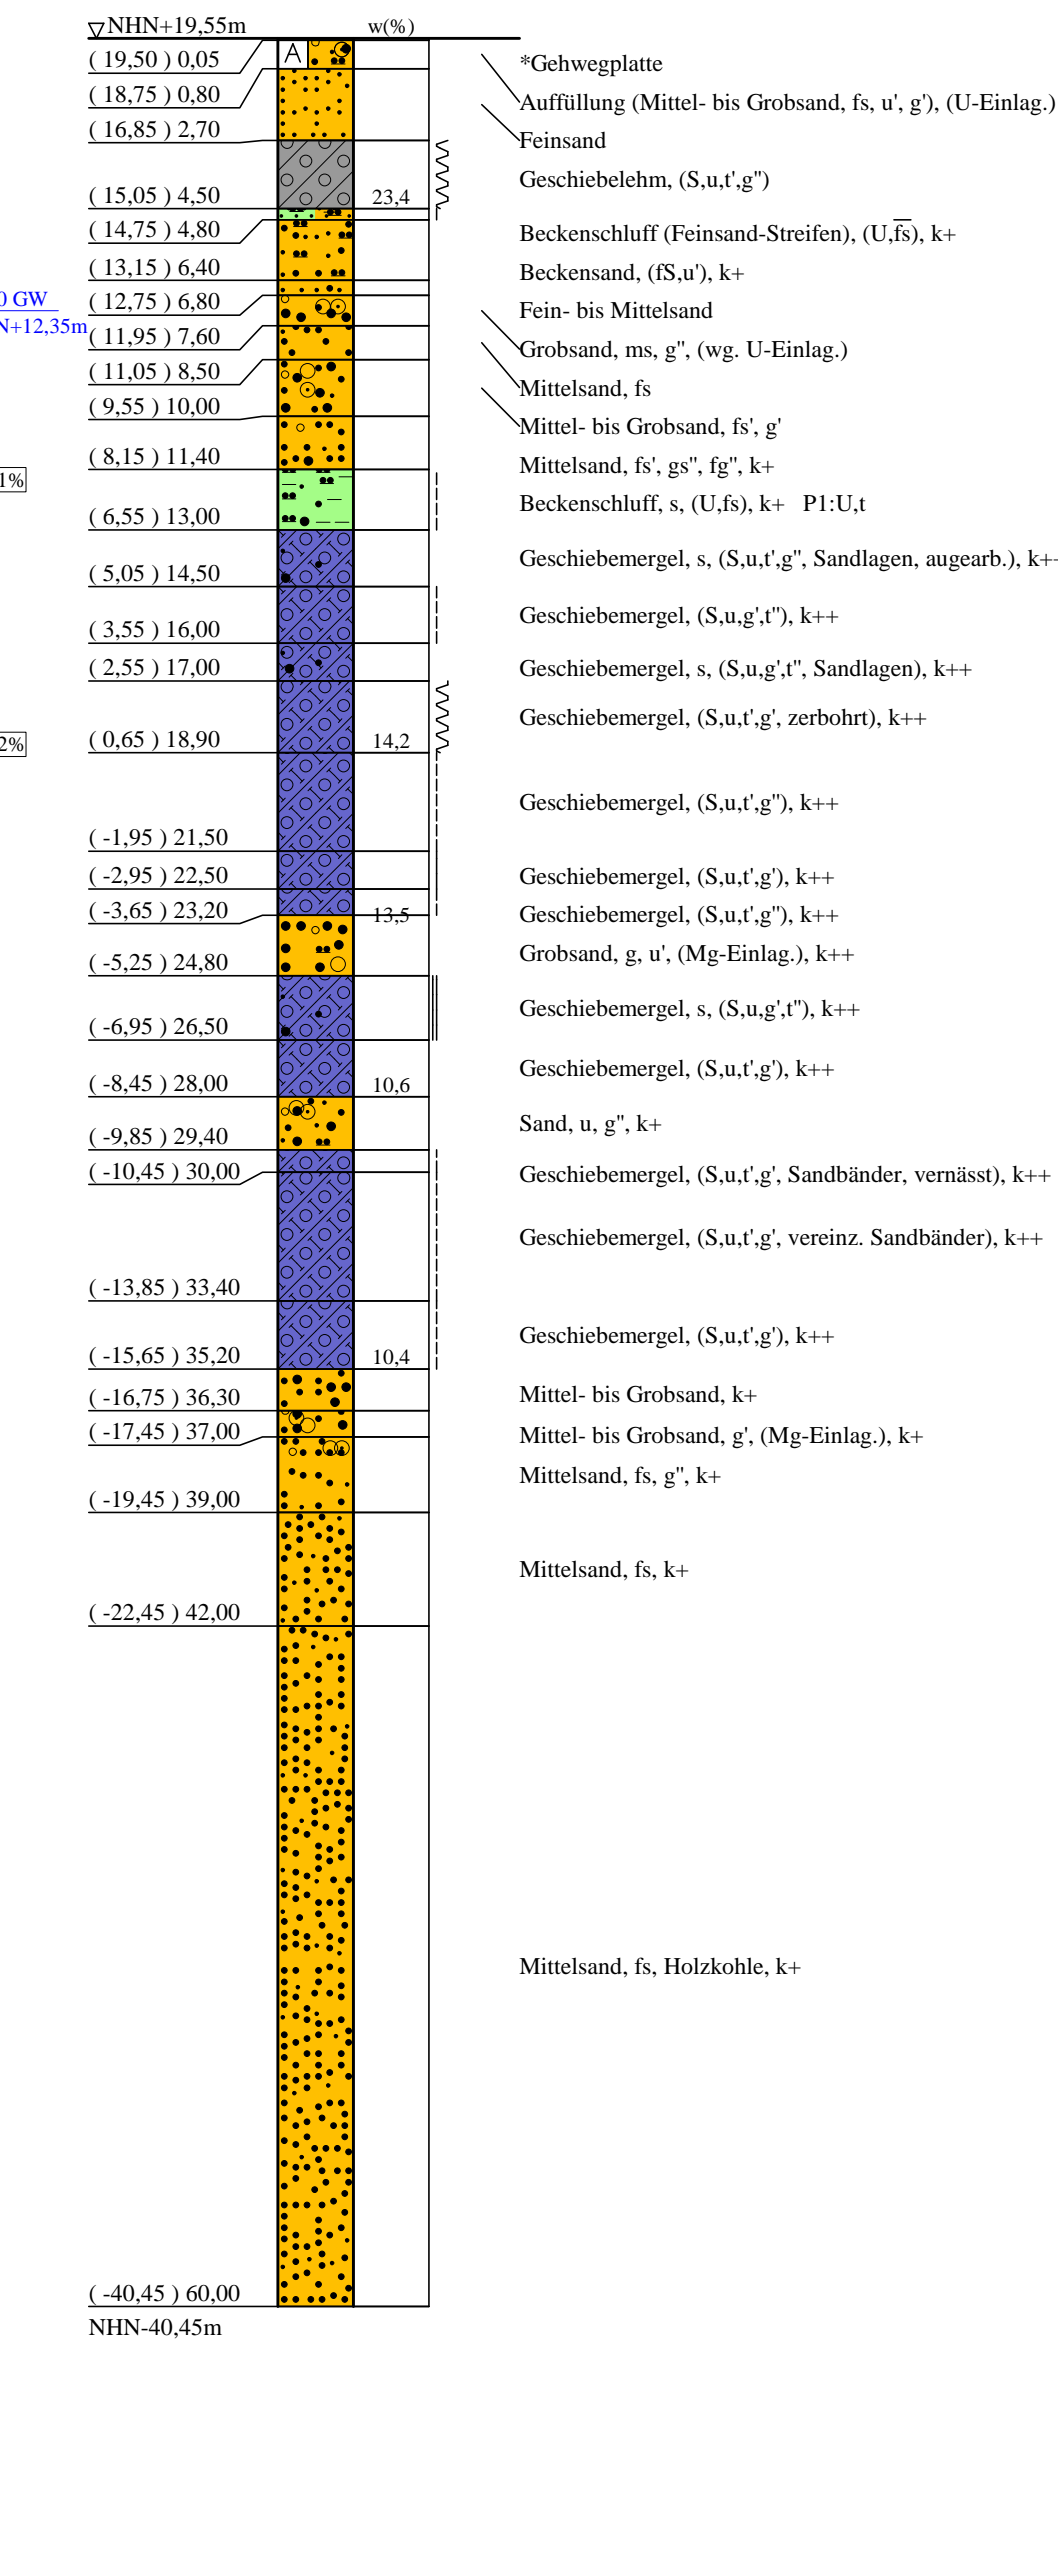 NHN+19,55m w(%)
( 19,50 ) 0,05 A *Gehwegplatte
( 18,75 ) 0,80 Auffüllung (Mittel- bis Grobsand, fs, u', g'), (U-Einlag.)
( 16,85 ) 2,70 Feinsand
Geschiebelehm, (S,u,t',g'')
( 15,05 ) 4,50 23,4
( 14,75 ) 4,80 Beckenschluff (Feinsand-Streifen), (U,f̅s̅), k+
( 13,15 ) 6,40 Beckensand, (fS,u'), k+
0 GW ( 12,75 ) 6,80 Fein- bis Mittelsand
N+12,35m ( 11,95 ) 7,60 Grobsand, ms, g'', (wg. U-Einlag.)
( 11,05 ) 8,50 Mittelsand, fs
( 9,55 ) 10,00 Mittel- bis Grobsand, fs', g'
( 8,15 ) 11,40 Mittelsand, fs', gs'', fg'', k+
1%
Beckenschluff, s, (U,fs), k+ P1:U,t
( 6,55 ) 13,00
Geschiebemergel, s, (S,u,t',g'', Sandlagen, augearb.), k+
( 5,05 ) 14,50
Geschiebemergel, (S,u,g',t''), k++
( 3,55 ) 16,00
( 2,55 ) 17,00 Geschiebemergel, s, (S,u,g',t'', Sandlagen), k++
Geschiebemergel, (S,u,t',g', zerbohrt), k++
2% ( 0,65 ) 18,90 14,2
Geschiebemergel, (S,u,t',g''), k++
( -1,95 ) 21,50
( -2,95 ) 22,50 Geschiebemergel, (S,u,t',g'), k++
( -3,65 ) 23,20 13,5 Geschiebemergel, (S,u,t',g''), k++
( -5,25 ) 24,80 Grobsand, g, u', (Mg-Einlag.), k++
Geschiebemergel, s, (S,u,g',t''), k++
( -6,95 ) 26,50
Geschiebemergel, (S,u,t',g'), k++
( -8,45 ) 28,00 10,6
Sand, u, g'', k+
( -9,85 ) 29,40
( -10,45 ) 30,00 Geschiebemergel, (S,u,t',g', Sandbänder, vernässt), k++
Geschiebemergel, (S,u,t',g', vereinz. Sandbänder), k++
( -13,85 ) 33,40
Geschiebemergel, (S,u,t',g'), k++
( -15,65 ) 35,20 10,4
( -16,75 ) 36,30 Mittel- bis Grobsand, k+
( -17,45 ) 37,00 Mittel- bis Grobsand, g', (Mg-Einlag.), k+
Mittelsand, fs, g'', k+
( -19,45 ) 39,00
Mittelsand, fs, k+
( -22,45 ) 42,00
Mittelsand, fs, Holzkohle, k+
( -40,45 ) 60,00
NHN-40,45m